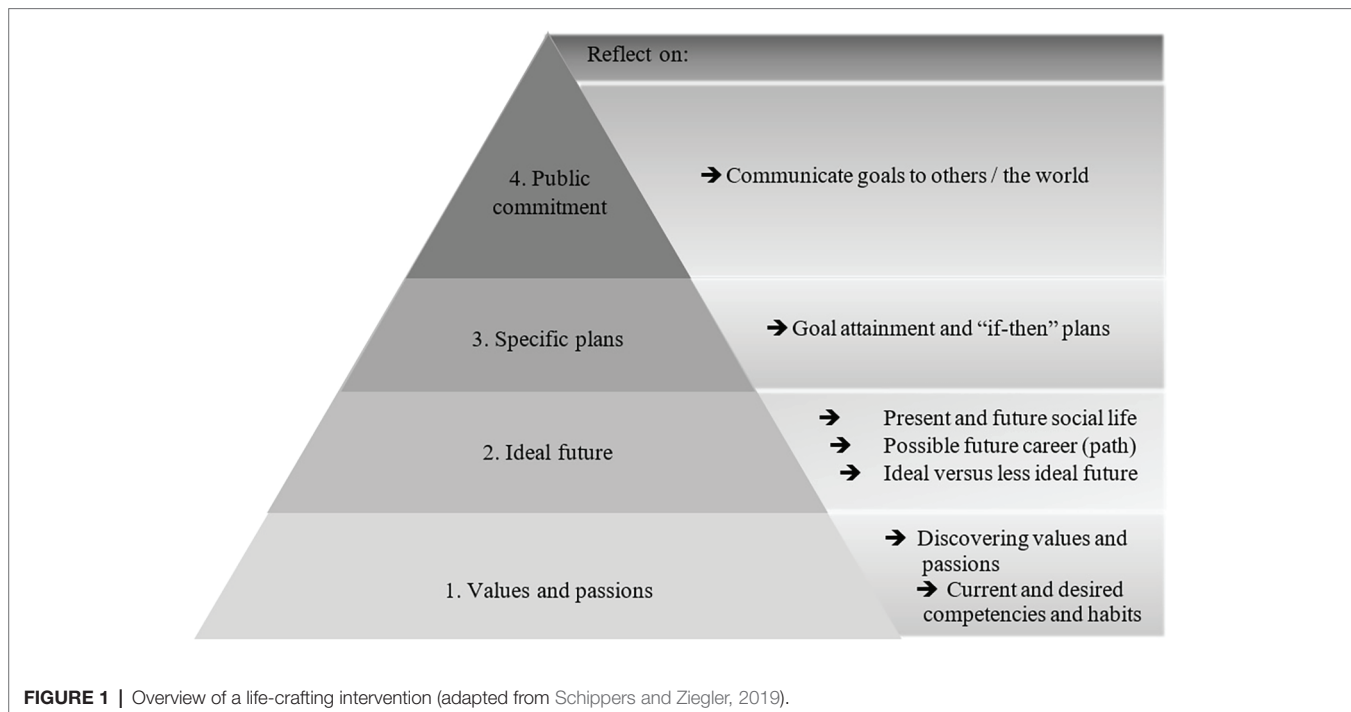 Reflect on:
4. Public
commitment
➔ Communicate goals to others / the world
3. Specific plans
➔ Goal attainment and “if-then” plans
2. Ideal future
➔ Present and future social life
➔ Possible future career (path)
➔ Ideal versus less ideal future
1. Values and passions
➔ Discovering values and
passions
➔ Current and desired
competencies and habits
FIGURE 1 | Overview of a life-crafting intervention (adapted from Schippers and Ziegler, 2019).